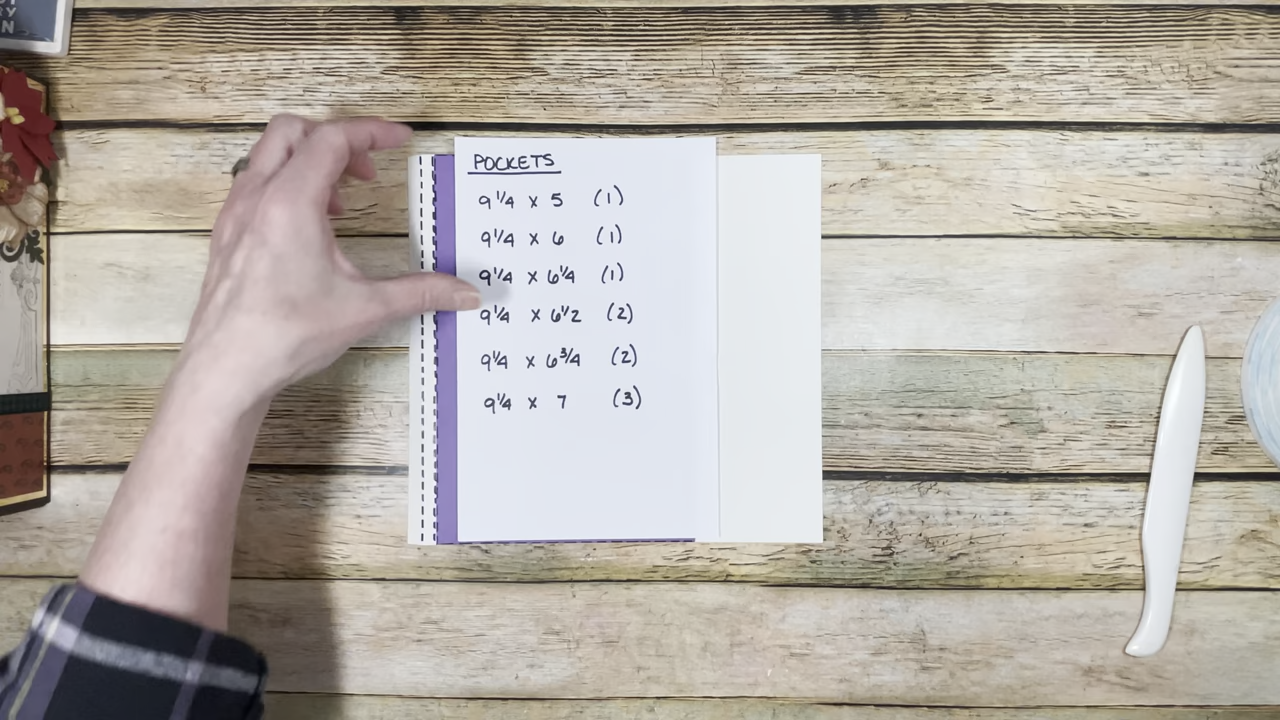 POCKETS
9 1/4 x 5 (1)
9 1/4 x 6 (1)
9 1/4 x 6 1/4 (1)
9 1/4 x 6 1/2 (2)
9 1/4 x 6 3/4 (2)
9 1/4 x 7 (3)